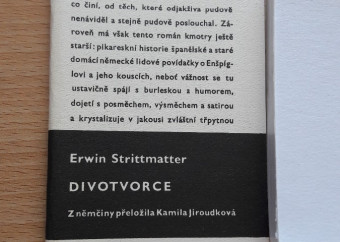 co činí, od těch, které odjakživa pudově
nenáviděl a stejně pudově poslouchal. Zá-
roveň má však tento román kmotry ještě
starší: pikareskní historie španělské a staré
domácí německé lidové povídačky o Enšpíg-
lovi a jeho kouscích, neboť vážnost se tu
ustavičně spájí s burleskou s humorem,
dojetí s posměchem, výsměchem a satirou
a krystalizuje v jakousi zvláštní třpytnou
Erwin Strittmatter
DIVOTVORCE
Z němčiny přeložila Kamila Jiroudková